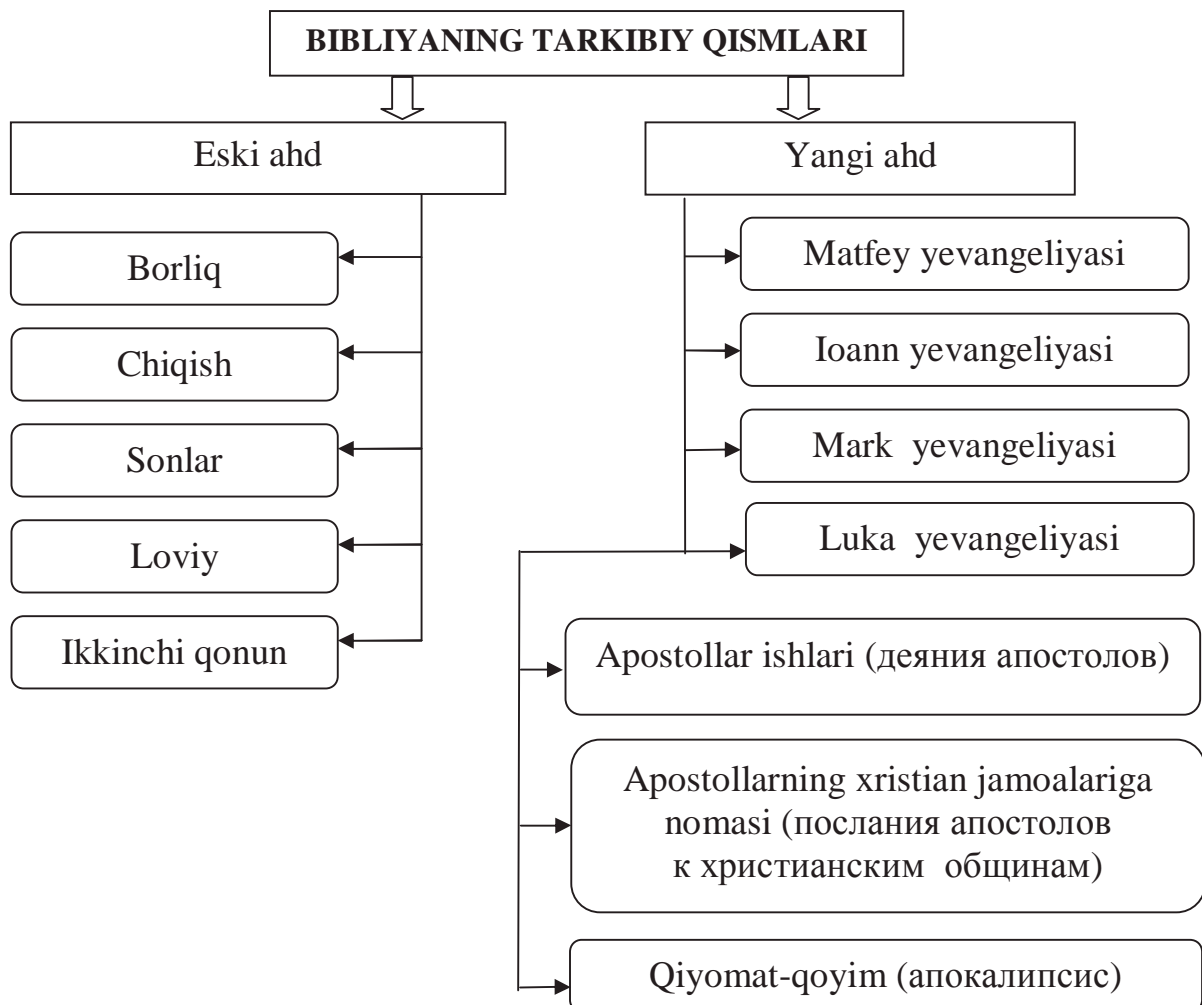 BIBLIYANING TARKIBIY QISMLARI
Eski ahd
Borliq
Chiqish
Sonlar
Loviy
Ikkinchi qonun
Yangi ahd
Matfey yevangeliyasi
Ioann yevangeliyasi
Mark yevangeliyasi
Luka yevangeliyasi
Apostollar ishlari (деяния апостолов)
Apostollarning xristian jamoalariga
nomasi (послания апостолов
к христианским общинам)
Qiyomat-qoyim (апокалипсис)